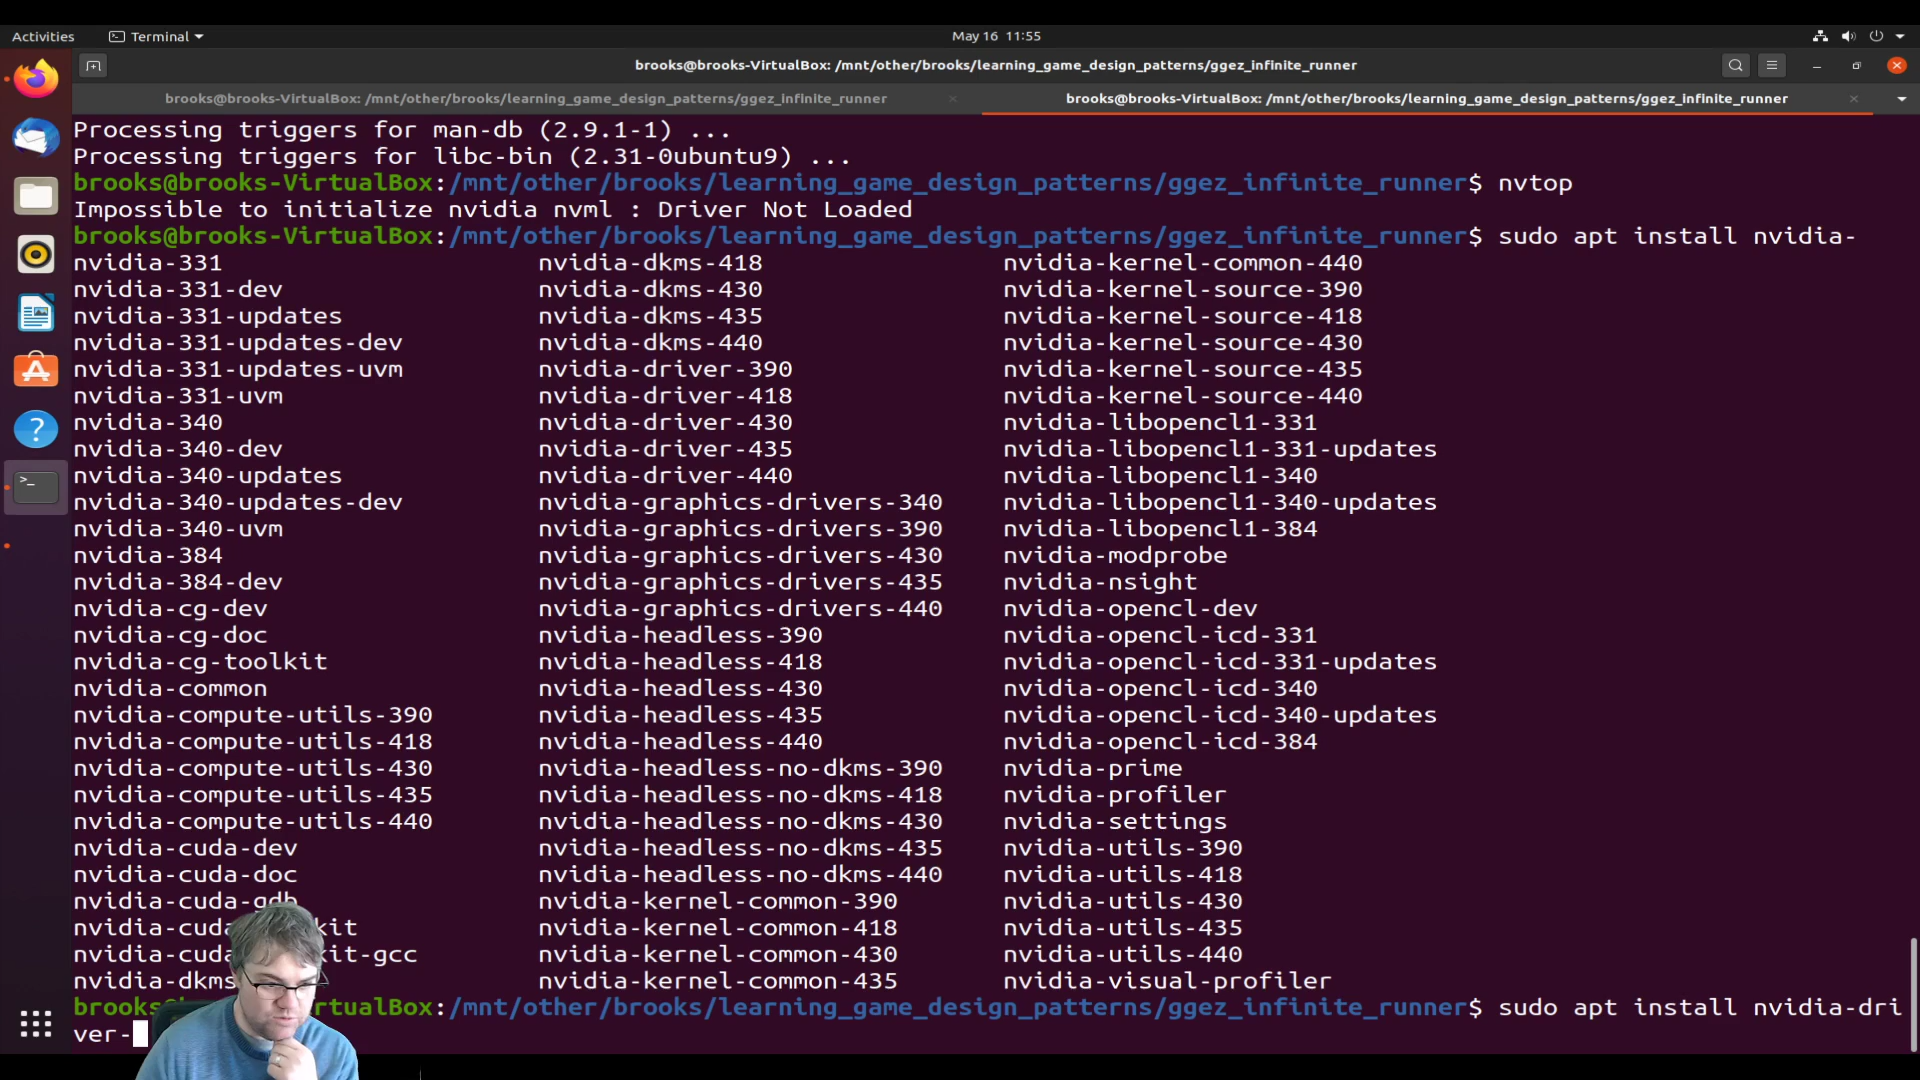 Activities Terminal May 16 11:55
brooks@brooks-VirtualBox: /mnt/other/brooks/learning_game_design_patterns/ggez_infinite_runner
brooks@brooks-VirtualBox: /mnt/other/brooks/learning_game_design_patterns/ggez_infinite_runner brooks@brooks-VirtualBox: /mnt/other/brooks/learning_game_design_patterns/ggez_infinite_runner
Processing triggers for man-db (2.9.1-1) ...
Processing triggers for libc-bin (2.31-0ubuntu9) ...
brooks@brooks-VirtualBox:/mnt/other/brooks/learning_game_design_patterns/ggez_infinite_runner$ nvtop
Impossible to initialize nvidia nvml : Driver Not Loaded
brooks@brooks-VirtualBox:/mnt/other/brooks/learning_game_design_patterns/ggez_infinite_runner$ sudo apt install nvidia-
nvidia-331 nvidia-dkms-418 nvidia-kernel-common-440
nvidia-331-dev nvidia-dkms-430 nvidia-kernel-source-390
nvidia-331-updates nvidia-dkms-435 nvidia-kernel-source-418
nvidia-331-updates-dev nvidia-dkms-440 nvidia-kernel-source-430
nvidia-331-updates-uvm nvidia-driver-390 nvidia-kernel-source-435
nvidia-331-uvm nvidia-driver-418 nvidia-kernel-source-440
nvidia-340 nvidia-driver-430 nvidia-libopencl1-331
nvidia-340-dev nvidia-driver-435 nvidia-libopencl1-331-updates
nvidia-340-updates nvidia-driver-440 nvidia-libopencl1-340
nvidia-340-updates-dev nvidia-graphics-drivers-340 nvidia-libopencl1-340-updates
nvidia-340-uvm nvidia-graphics-drivers-390 nvidia-libopencl1-384
nvidia-384 nvidia-graphics-drivers-430 nvidia-modprobe
nvidia-384-dev nvidia-graphics-drivers-435 nvidia-nsight
nvidia-cg-dev nvidia-graphics-drivers-440 nvidia-opencl-dev
nvidia-cg-doc nvidia-headless-390 nvidia-opencl-icd-331
nvidia-cg-toolkit nvidia-headless-418 nvidia-opencl-icd-331-updates
nvidia-common nvidia-headless-430 nvidia-opencl-icd-340
nvidia-compute-utils-390 nvidia-headless-435 nvidia-opencl-icd-340-updates
nvidia-compute-utils-418 nvidia-headless-440 nvidia-opencl-icd-384
nvidia-compute-utils-430 nvidia-headless-no-dkms-390 nvidia-prime
nvidia-compute-utils-435 nvidia-headless-no-dkms-418 nvidia-profiler
nvidia-compute-utils-440 nvidia-headless-no-dkms-430 nvidia-settings
nvidia-cuda-dev nvidia-headless-no-dkms-435 nvidia-utils-390
nvidia-cuda-doc nvidia-headless-no-dkms-440 nvidia-utils-418
nvidia-cuda-gdb nvidia-kernel-common-390 nvidia-utils-430
nvidia-cuda kit nvidia-kernel-common-418 nvidia-utils-435
nvidia-cuda kit-gcc nvidia-kernel-common-430 nvidia-utils-440
nvidia-dkms nvidia-kernel-common-435 nvidia-visual-profiler
brooks virtualBox:/mnt/other/brooks/learning_game_design_patterns/ggez_infinite_runner$ sudo apt install nvidia-dri
ver-